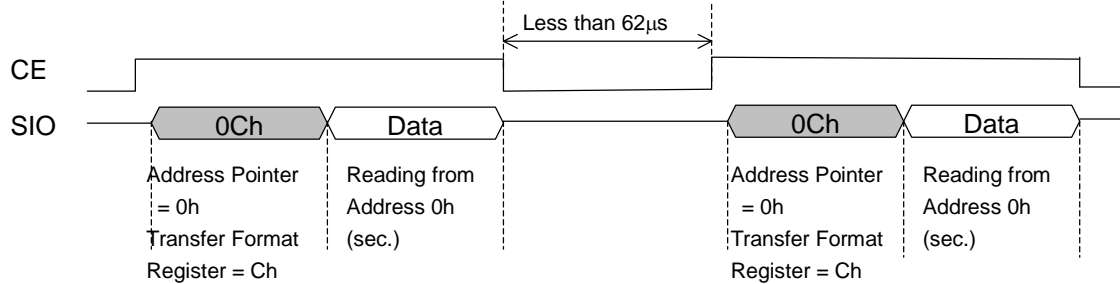 Less than 62µs
CE
SIO
0Ch
Data
0Ch
Data
Address Pointer
= 0h
Transfer Format
Register = Ch
Reading from
Address 0h
(sec.)
Address Pointer
= 0h
Transfer Format
Register = Ch
Reading from
Address 0h
(sec.)